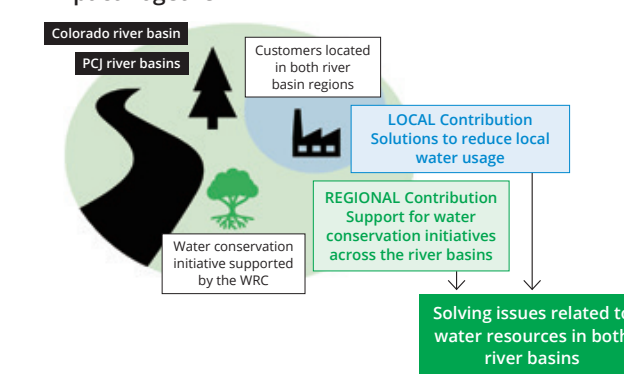 Colorado river basin
PCJ river basins
Customers located
in both river
basin regions
LOCAL Contribution
Solutions to reduce local
water usage
REGIONAL Contribution
Support for water
conservation initiatives
across the river basins
Water conservation
initiative supported
by the WRC
Solving issues related to
water resources in both
river basins